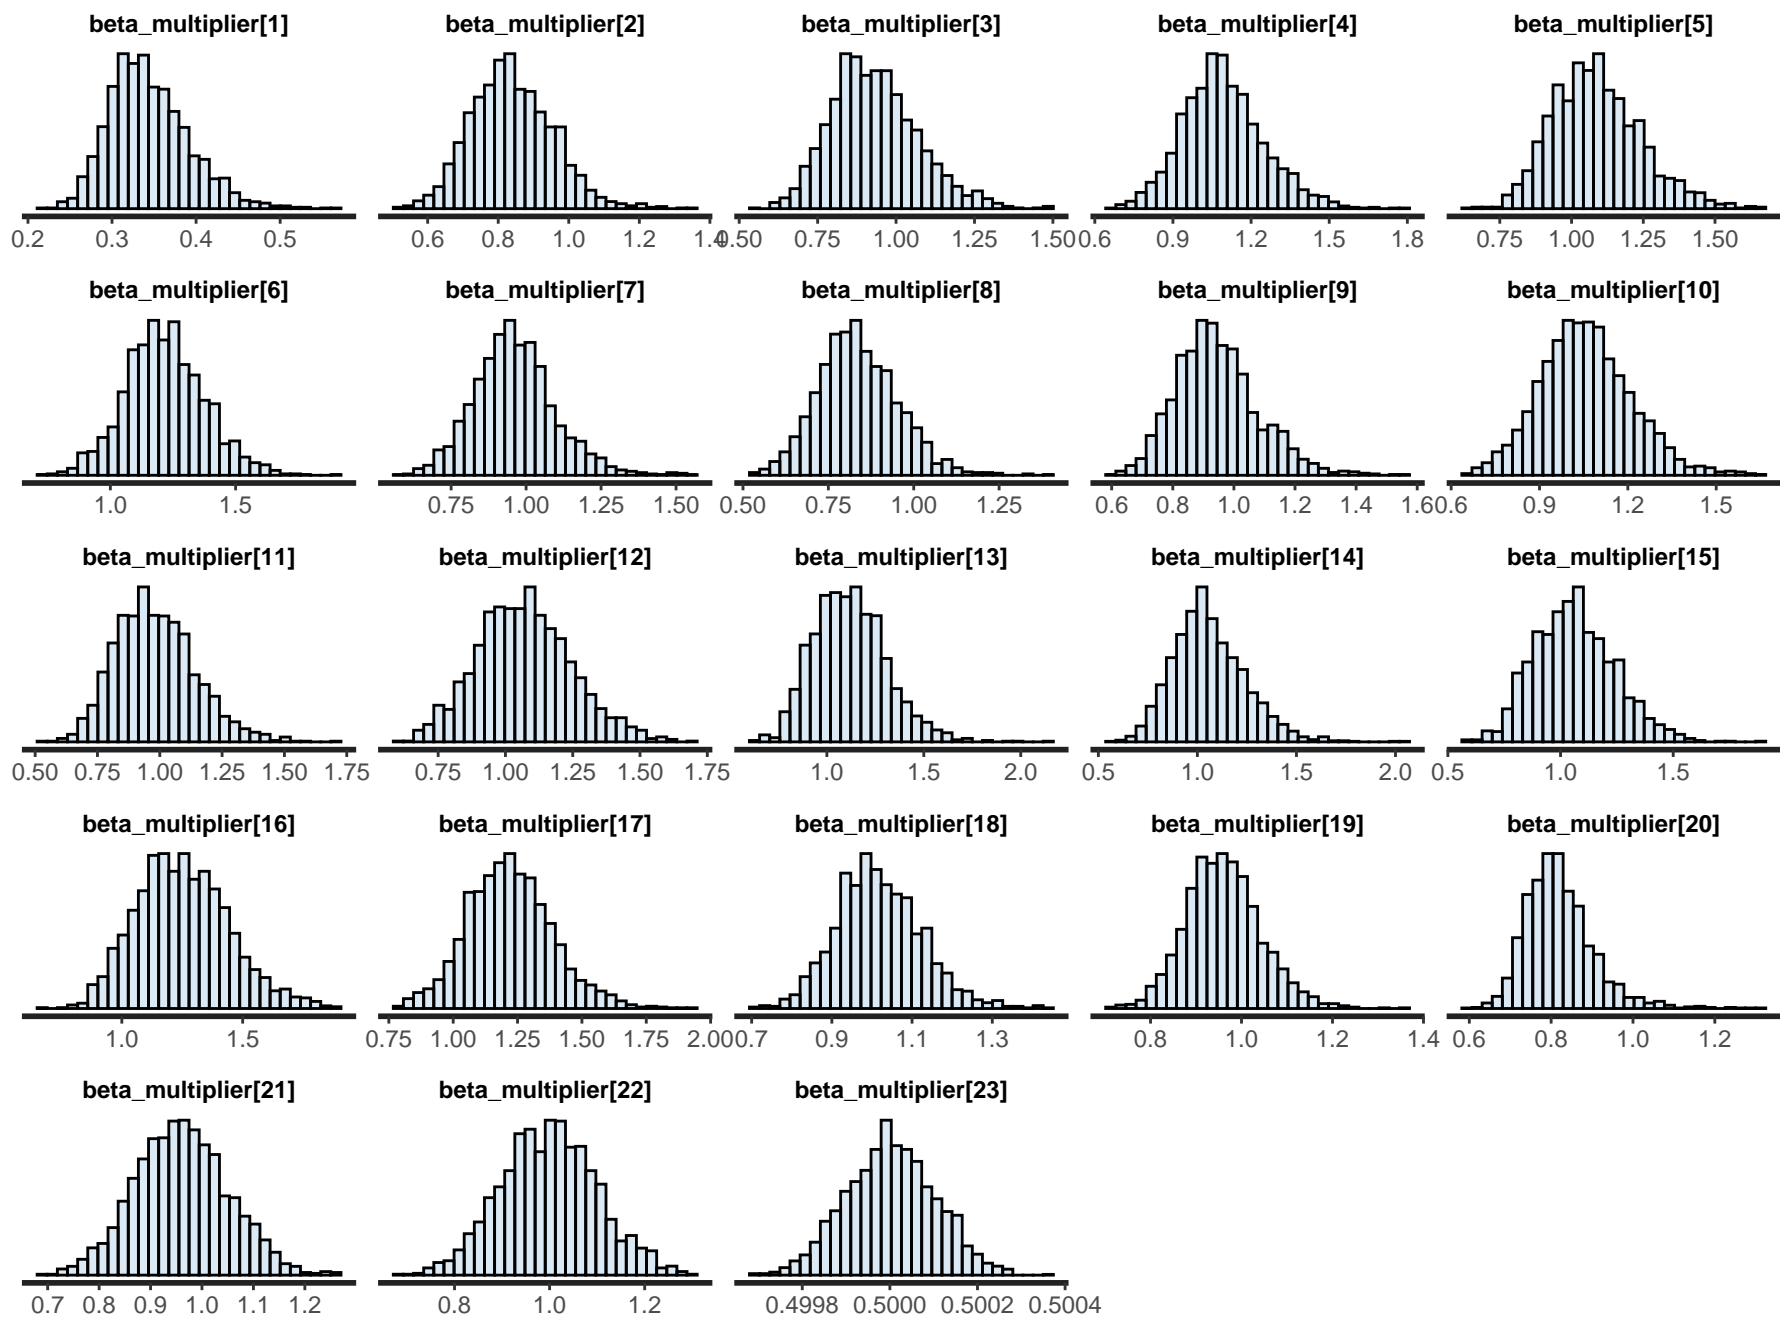 beta_multiplier[1] beta_multiplier[2] beta_multiplier[3] beta_multiplier[4] beta_multiplier[5]
0.2 0.3 0.4 0.5 0.6 0.8 1.0 1.2 1.4 0.50 0.75 1.00 1.25 1.50 0.6 0.9 1.2 1.5 1.8 0.75 1.00 1.25 1.50
beta_multiplier[6] beta_multiplier[7] beta_multiplier[8] beta_multiplier[9] beta_multiplier[10]
1.0 1.5 0.75 1.00 1.25 1.50 0.50 0.75 1.00 1.25 0.6 0.8 1.0 1.2 1.4 1.6 0.6 0.9 1.2 1.5
beta_multiplier[11] beta_multiplier[12] beta_multiplier[13] beta_multiplier[14] beta_multiplier[15]
0.50 0.75 1.00 1.25 1.50 1.75 0.75 1.00 1.25 1.50 1.75 1.0 1.5 2.0 0.5 1.0 1.5 2.0 0.5 1.0 1.5
beta_multiplier[16] beta_multiplier[17] beta_multiplier[18] beta_multiplier[19] beta_multiplier[20]
1.0 1.5 0.75 1.00 1.25 1.50 1.75 2.00 0.7 0.9 1.1 1.3 0.8 1.0 1.2 1.4 0.6 0.8 1.0 1.2
beta_multiplier[21] beta_multiplier[22] beta_multiplier[23]
0.7 0.8 0.9 1.0 1.1 1.2 0.8 1.0 1.2 0.4998 0.5000 0.5002 0.5004